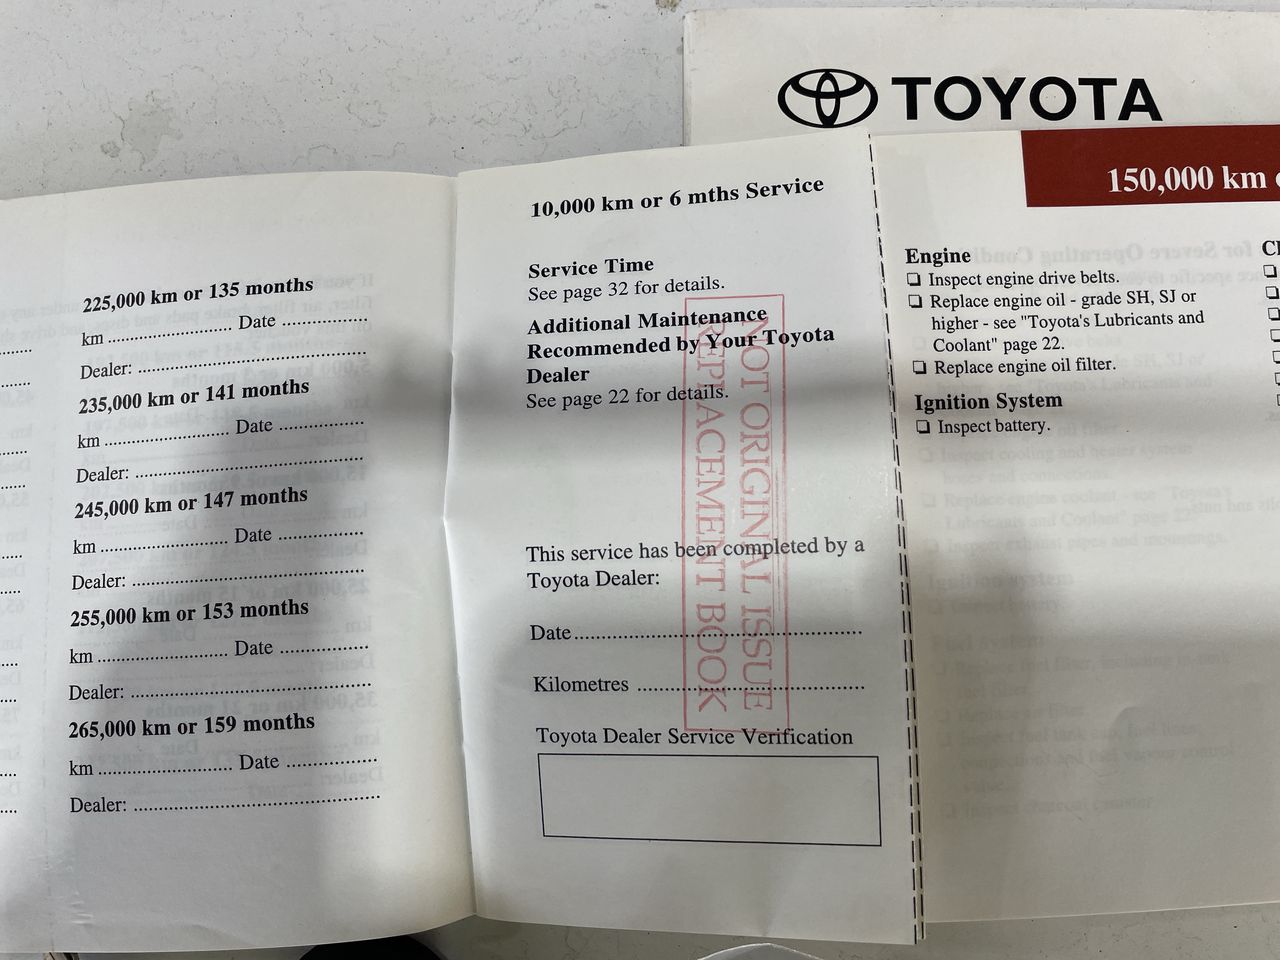 TOYOTA
225,000 km or 135 months
km .............................. Date ....................
Dealer: .....................................................
235,000 km or 141 months
km .............................. Date ....................
Dealer: .....................................................
245,000 km or 147 months
km .............................. Date ....................
Dealer: .....................................................
255,000 km or 153 months
km .............................. Date ....................
Dealer: .....................................................
265,000 km or 159 months
km .............................. Date ....................
Dealer: .....................................................
10,000 km or 6 mths Service
Service Time
See page 32 for details.
Additional Maintenance
Recommended by Your Toyota
Dealer
See page 22 for details.
This service has been completed by a
Toyota Dealer:
Date......................................................
Kilometres ...........................................
Toyota Dealer Service Verification
NOT ORIGINAL ISSUE
REPLACEMENT BOOK
150,000 km
Engine
❏ Inspect engine drive belts.
❏ Replace engine oil - grade SH, SJ or
higher - see "Toyota's Lubricants and
Coolant" page 22.
❏ Replace engine oil filter.
Ignition System
❏ Inspect battery.